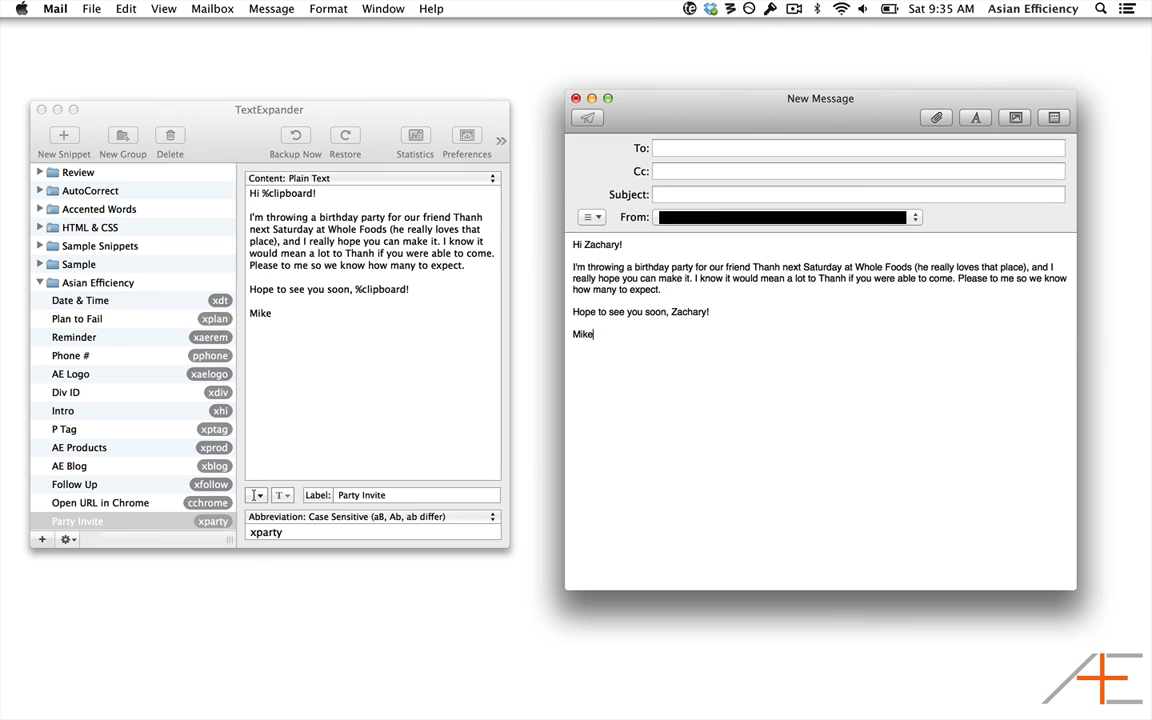 Mail File Edit View Mailbox Message Format Window Help Sat 9:35 AM Asian Efficiency
TextExpander
New Snippet New Group Delete Backup Now Restore Statistics Preferences
Review
AutoCorrect
Accented Words
HTML & CSS
Sample Snippets
Sample
Asian Efficiency
Date & Time xdt
Plan to Fail xplan
Reminder xaerem
Phone # pphone
AE Logo xaelogo
Div ID xdiv
Intro xhi
P Tag xptag
AE Products xprod
AE Blog xblog
Follow Up xfollow
Open URL in Chrome cchrome
Party Invite xparty
Content: Plain Text
Hi %clipboard!
I'm throwing a birthday party for our friend Thanh
next Saturday at Whole Foods (he really loves that
place), and I really hope you can make it. I know it
would mean a lot to Thanh if you were able to come.
Please to me so we know how many to expect.
Hope to see you soon, %clipboard!
Mike
Label: Party Invite
Abbreviation: Case Sensitive (aB, Ab, ab differ)
xparty
New Message
To:
Cc:
Subject:
From:
Hi Zachary!
I'm throwing a birthday party for our friend Thanh next Saturday at Whole Foods (he really loves that place), and I
really hope you can make it. I know it would mean a lot to Thanh if you were able to come. Please to me so we know
how many to expect.
Hope to see you soon, Zachary!
Mike
AE